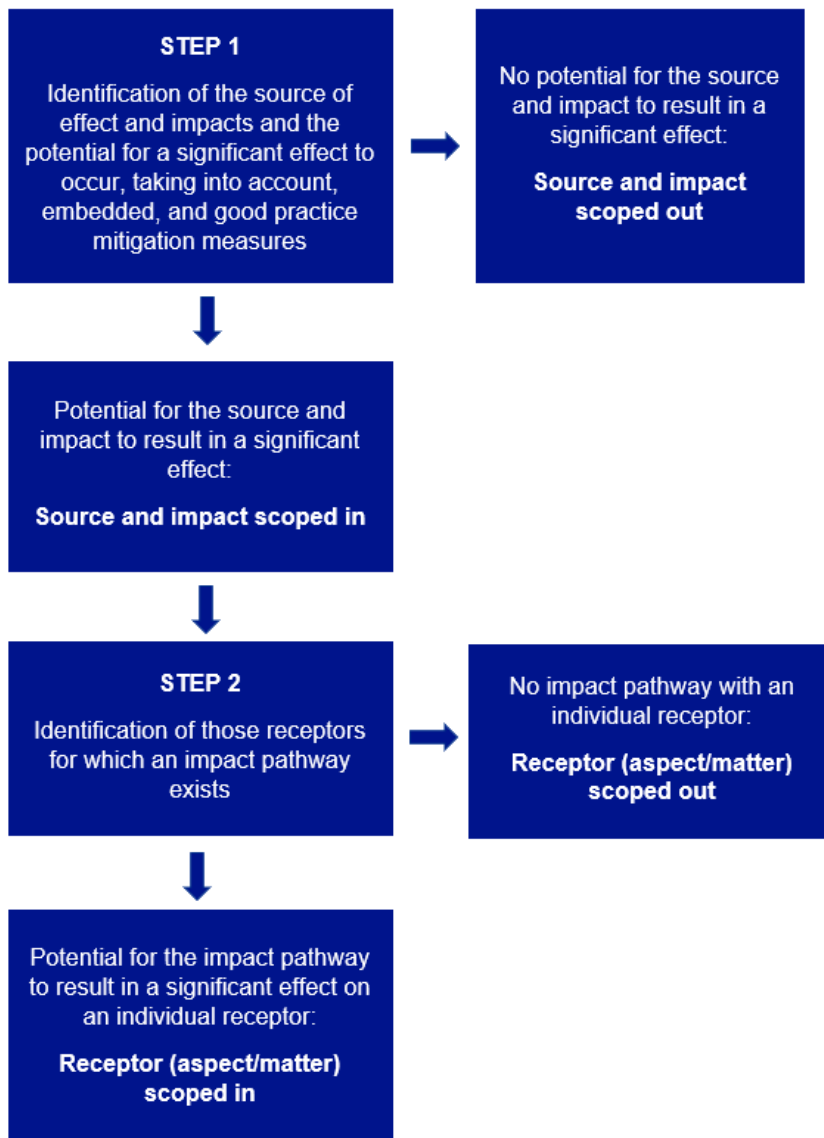 STEP 1
Identification of the source of
effect and impacts and the
potential for a significant effect to
occur, taking into account,
embedded, and good practice
mitigation measures
No potential for the source
and impact to result in a
significant effect:
Source and impact
scoped out
Potential for the source and
impact to result in a significant
effect:
Source and impact scoped in
STEP 2
Identification of those receptors
for which an impact pathway
exists
No impact pathway with an
individual receptor:
Receptor (aspect/matter)
scoped out
Potential for the impact pathway
to result in a significant effect on
an individual receptor:
Receptor (aspect/matter)
scoped in